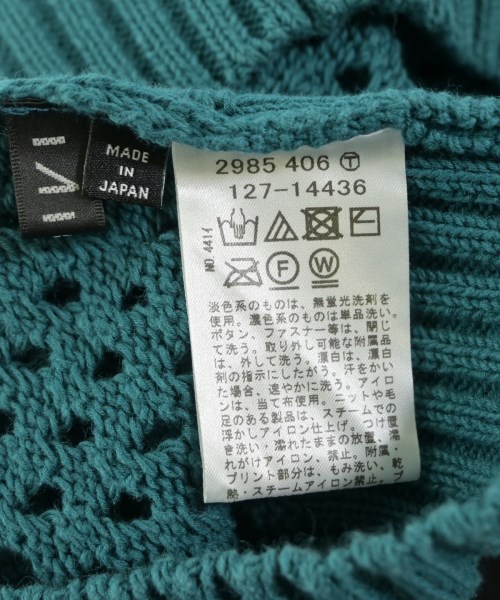 MADE
IN
JAPAN
2985 406 Ⓣ
127-14436
NO.4414
F
W
淡色系のものは、無蛍光洗剤を
使用。濃色系のものは単品洗い。
ボタン、ファスナー等は、閉じ
て洗う。取り外し可能な附属品
は、外して洗う。漂白は、漂白
剤の指示にしたがう。汗をかい
た場合、速やかに洗う。アイロ
ンは、当て布使用。ニットや毛
足のある製品は、スチームでの
浮かしアイロン仕上げ。つけ置
き洗い・濡れたままの放置、濡
れがけアイロン、禁止。附属・
プリント部分は、もみ洗い、乾
熱・スチームアイロン禁止。プ